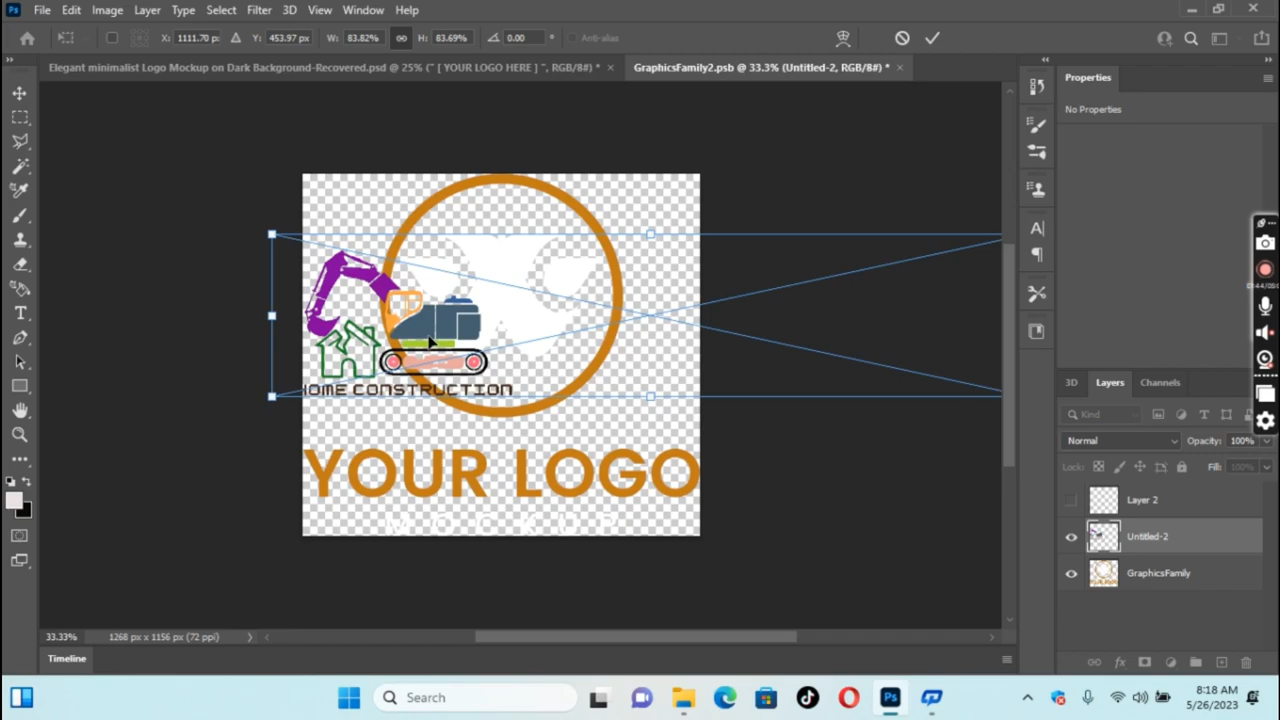 Ps File Edit Image Layer Type Select Filter 3D View Window Help
X: 1111.70 p: Y: 453.97 px W: 83.82% H: 83.69% 0.00 ° Anti-alias
Elegant minimalist Logo Mockup on Dark Background-Recovered.psd @ 25% (" [ YOUR LOGO HERE ] ", RGB/8#) * ×
GraphicsFamily2.psb @ 33.3% (Untitled-2, RGB/8#) * ×
Properties
No Properties
HOME CONSTRUCTION
YOUR LOGO
MOCKUP
3D Layers Channels
Kind
Normal Opacity: 100%
Lock: Fill: 100%
Layer 2
Untitled-2
GraphicsFamily
33.33% 1268 px x 1156 px (72 ppi)
Timeline
Search
Ps
8:18 AM
5/26/2023